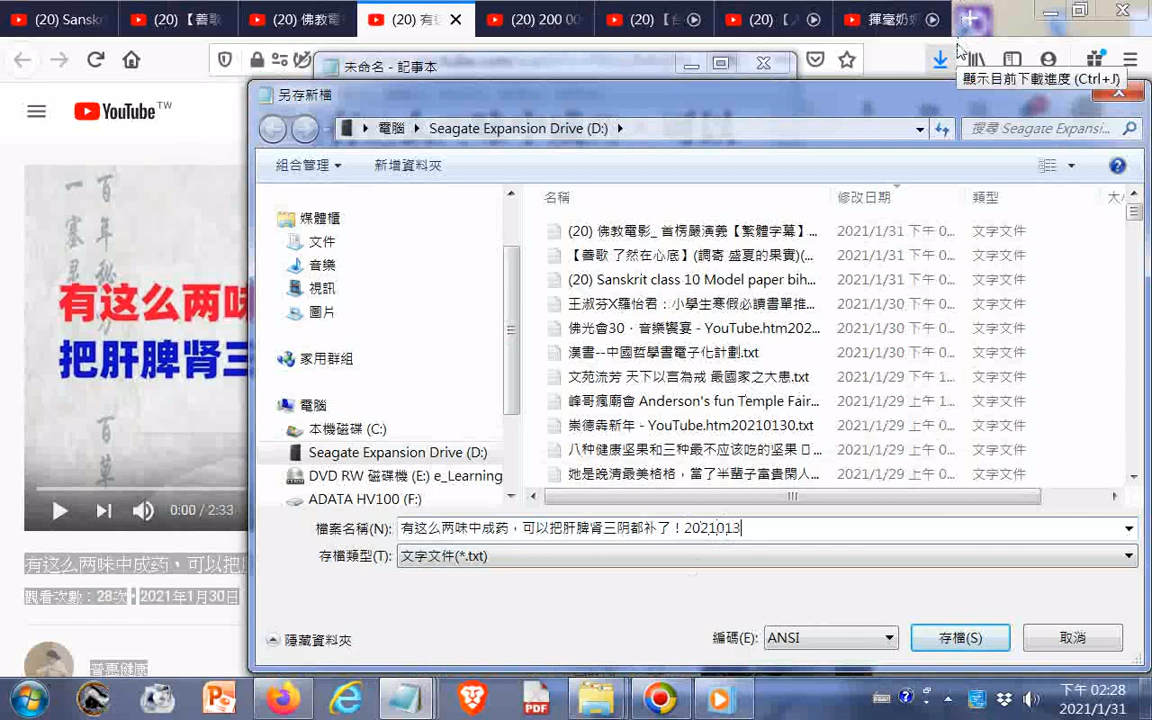 (20) Sansk
(20) 【善歌
(20) 佛教電
(20) 有這
(20) 200 00
(20) 【台
(20) 【人
揮毫奶奶
未命名 - 記事本
顯示目前下載進度 (Ctrl+J)
YouTube TW
另存新檔
電腦
Seagate Expansion Drive (D:)
搜尋 Seagate Expansi...
組合管理
新增資料夾
名稱
修改日期
類型
媒體櫃
文件
音樂
視訊
圖片
家用群組
電腦
本機磁碟 (C:)
Seagate Expansion Drive (D:)
DVD RW 磁碟機 (E:) e_Learning
ADATA HV100 (F:)
(20) 佛教電影_ 首楞嚴演義【繁體字幕】... 2021/1/31 下午 0... 文字文件
【善歌 了然在心底】(調寄 盛夏的果實)(... 2021/1/31 下午 0... 文字文件
(20) Sanskrit class 10 Model paper bih... 2021/1/31 下午 0... 文字文件
王淑芬X羅怡君：小學生寒假必讀書單推... 2021/1/31 下午 0... 文字文件
佛光會30．音樂饗宴 - YouTube.htm202... 2021/1/30 下午 0... 文字文件
漢書--中國哲學書電子化計劃.txt 2021/1/30 下午 0... 文字文件
文苑流芳 天下以言為戒 最國家之大患.txt 2021/1/29 下午 1... 文字文件
峰哥瘋廟會 Anderson's fun Temple Fair... 2021/1/29 上午 1... 文字文件
崇德犇新年 - YouTube.htm20210130.txt 2021/1/29 上午 0... 文字文件
八种健康坚果和三种最不应该吃的坚果 ... 2021/1/29 上午 0... 文字文件
她是晚清最美格格，當了半輩子富貴閑人... 2021/1/29 上午 0... 文字文件
檔案名稱(N): 有这么两味中成药，可以把肝脾肾三阴都补了！2021013
存檔類型(T): 文字文件(*.txt)
隱藏資料夾
編碼(E): ANSI
存檔(S)
取消
一百
年
秘
塞
方
有这么两味
把肝脾肾三
百
草
0:00 / 2:33
有这么两味中成药，可以把肝
觀看次數：28次 • 2021年1月30日
普惠健康
PDF
下午 02:28
2021/1/31